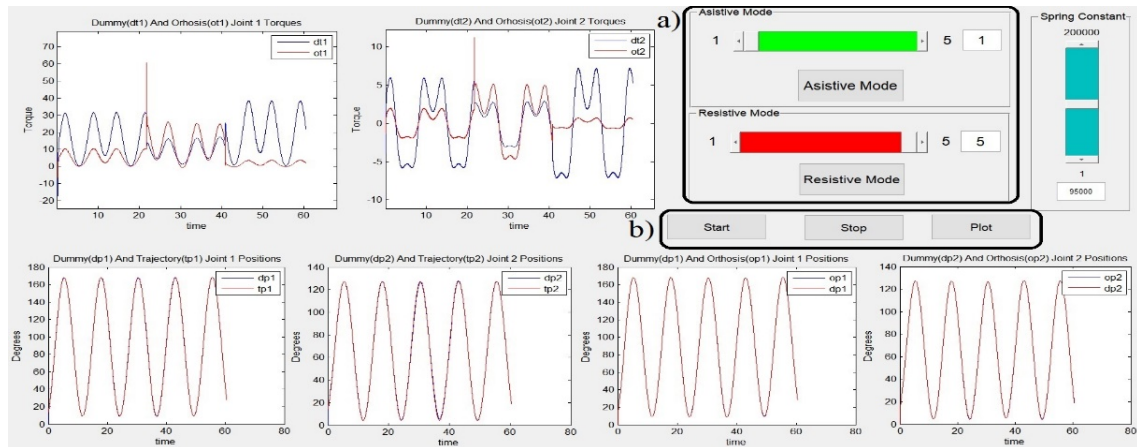 Dummy(dt1) And Orhosis(ot1) Joint 1 Torques
dt1
ot1
Torque
70
60
50
40
30
20
10
0
-10
20
10 20 30 40 50 60
time
Dummy(dt2) And Orhosis(ot2) Joint 2 Torques
dt2
ot2
Torque
10
5
0
-5
-10
0 10 20 30 40 50 60
time
a)
Asistive Mode
1 5 1
Asistive Mode
Resistive Mode
1 5 5
Resistive Mode
Spring Constant
200000
1
95000
b)
Start Stop Plot
Dummy(dp1) And Trajectory(tp1) Joint 1 Positions
dp1
tp1
Degrees
180
160
140
120
100
80
60
40
20
0
0 20 40 60 80
time
Dummy(dp2) And Trajectory(tp2) Joint 2 Positions
dp2
tp2
Degrees
140
120
100
80
60
40
20
0
0 20 40 60 80
time
Dummy(dp1) And Orthosis(op1) Joint 1 Positions
op1
dp1
Degrees
180
160
140
120
100
80
60
40
20
0
0 20 40 60 80
time
Dummy(dp2) And Orthosis(op2) Joint 2 Positions
op2
dp2
Degrees
140
120
100
80
60
40
20
0
0 20 40 60 80
time